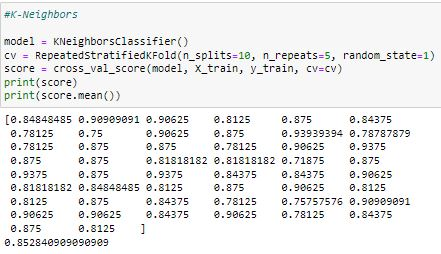 #K-Neighbors
model = KNeighborsClassifier()
cv = RepeatedStratifiedKFold(n_splits=10, n_repeats=5, random_state=1)
score = cross_val_score(model, X_train, y_train, cv=cv)
print(score)
print(score.mean())
[0.84848485 0.90909091 0.90625 0.8125 0.875 0.84375
0.78125 0.75 0.90625 0.875 0.93939394 0.78787879
0.78125 0.875 0.875 0.78125 0.90625 0.9375
0.875 0.875 0.81818182 0.81818182 0.71875 0.875
0.9375 0.875 0.9375 0.84375 0.84375 0.90625
0.81818182 0.84848485 0.8125 0.875 0.90625 0.8125
0.8125 0.875 0.84375 0.78125 0.75757576 0.90909091
0.90625 0.90625 0.84375 0.90625 0.78125 0.84375
0.875 0.8125 ]
0.852840909090909